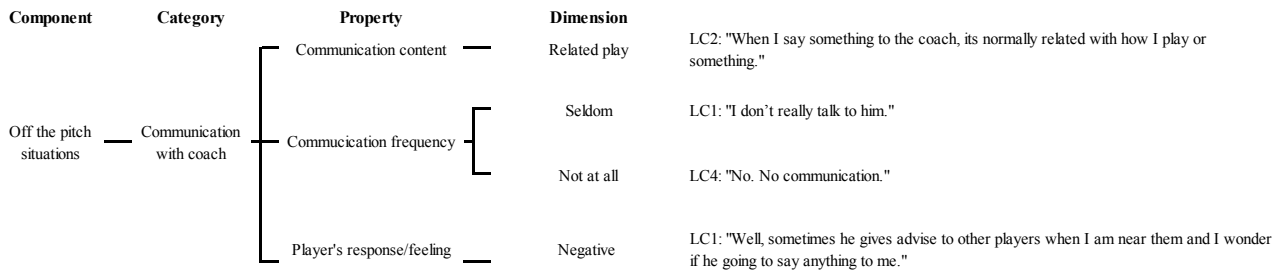 Component Category Property Dimension
Communication content Related play LC2: "When I say something to the coach, its normally related with how I play or
something."
Seldom LC1: "I don't really talk to him."
Off the pitch
situations
Communication
with coach
Commucication frequency
Not at all LC4: "No. No communication."
Player's response/feeling Negative LC1: "Well, sometimes he gives advise to other players when I am near them and I wonder
if he going to say anything to me."